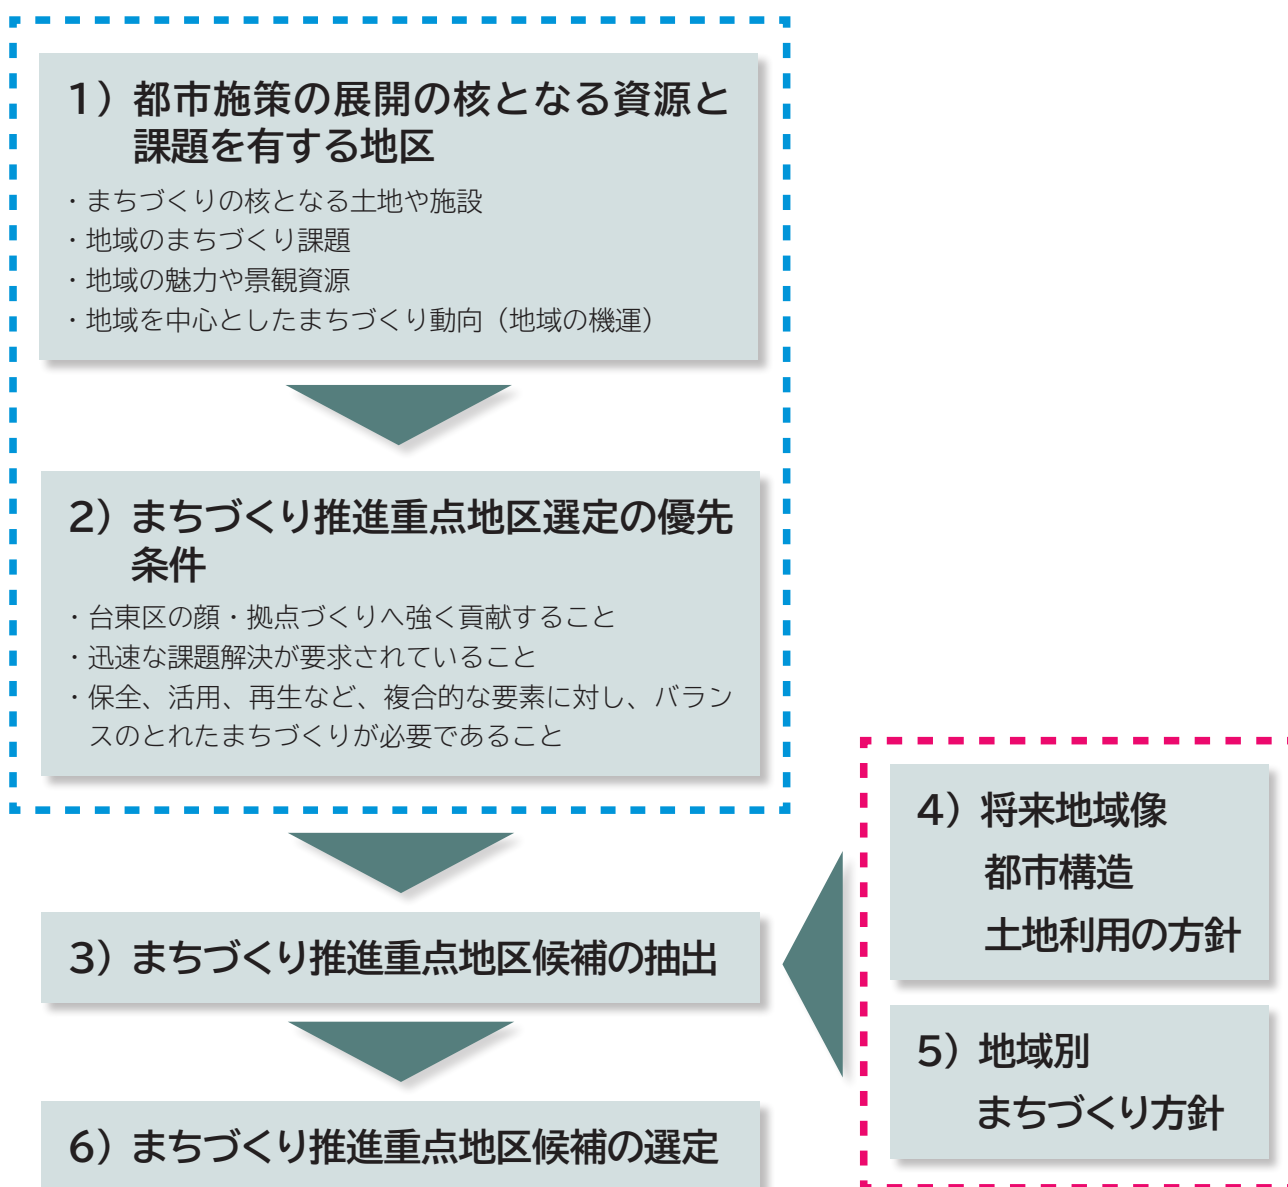 1）都市施策の展開の核となる資源と
課題を有する地区
・まちづくりの核となる土地や施設
・地域のまちづくり課題
・地域の魅力や景観資源
・地域を中心としたまちづくり動向（地域の機運）
2）まちづくり推進重点地区選定の優先
条件
・台東区の顔・拠点づくりへ強く貢献すること
・迅速な課題解決が要求されていること
・保全、活用、再生など、複合的な要素に対し、バラン
スのとれたまちづくりが必要であること
3）まちづくり推進重点地区候補の抽出
4）将来地域像
都市構造
土地利用の方針
5）地域別
まちづくり方針
6）まちづくり推進重点地区候補の選定